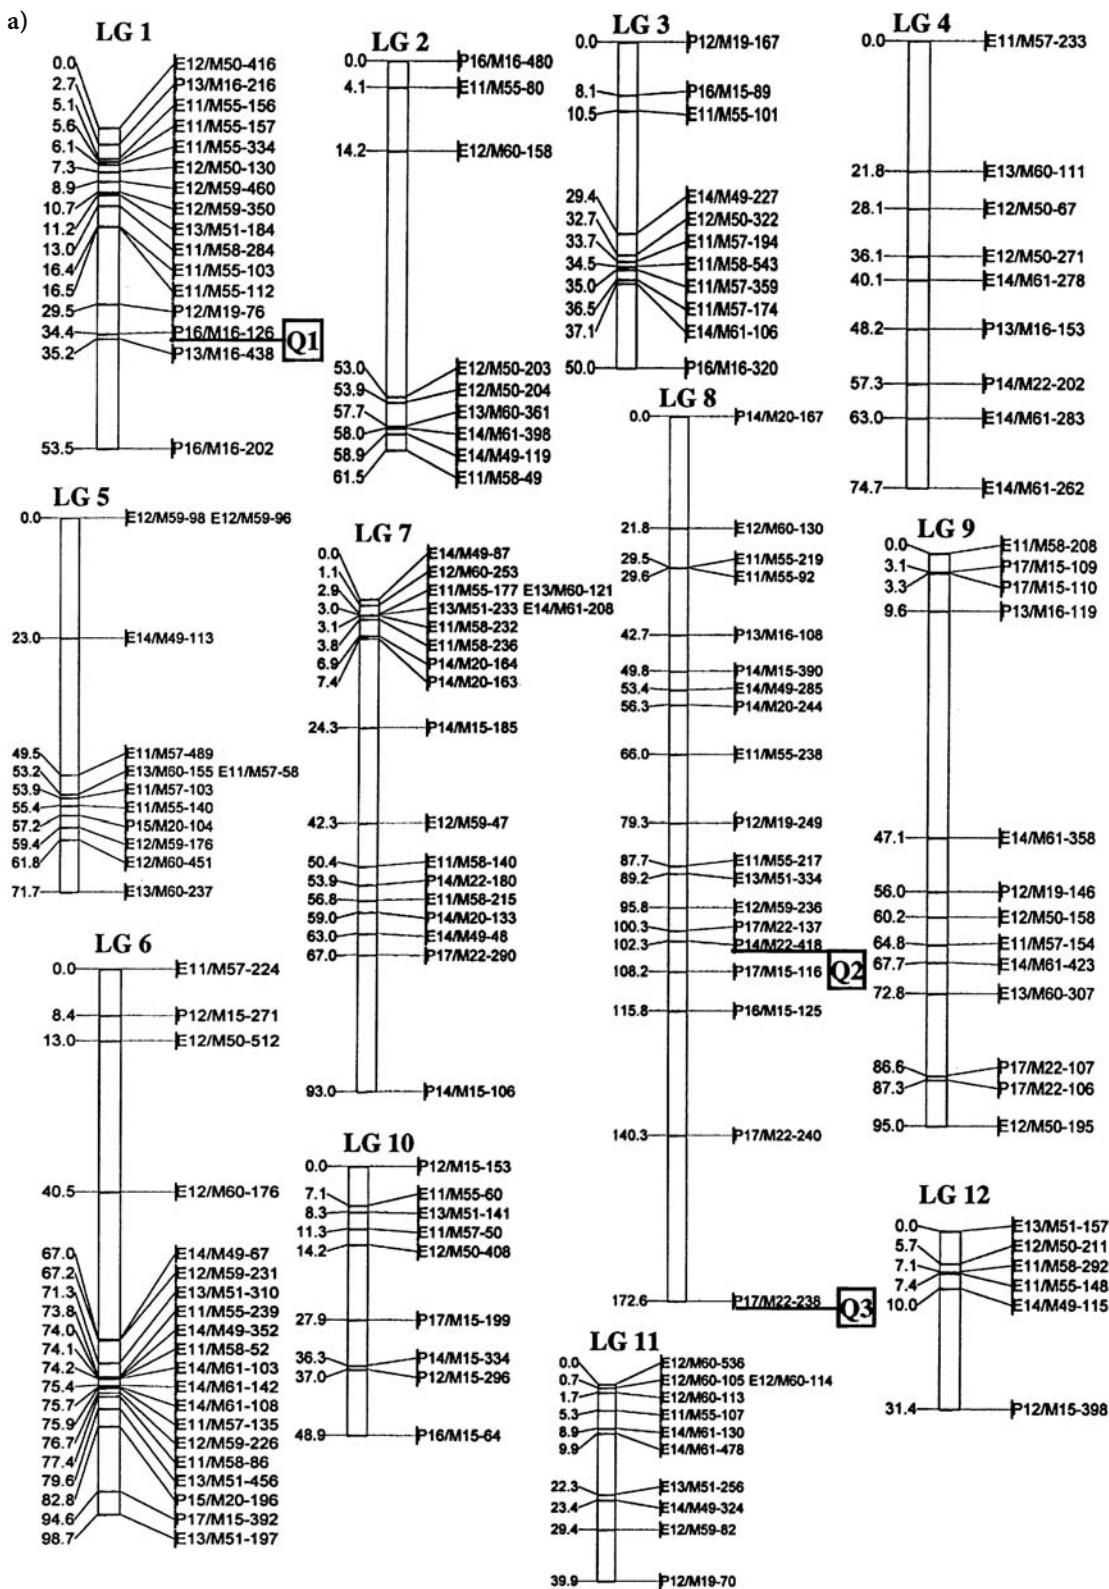 a)
LG 1
0.0 E12/M50-416
2.7 P13/M16-216
5.1 E11/M55-156
5.6 E11/M55-157
6.1 E11/M55-334
7.3 E12/M50-130
8.9 E12/M59-460
10.7 E12/M59-350
11.2 E13/M51-184
13.0 E11/M58-284
16.4 E11/M55-103
16.5 E11/M55-112
29.5 P12/M19-76
34.4 P16/M16-126
Q1
35.2 P13/M16-438
53.5 P16/M16-202
LG 2
0.0 P16/M16-480
4.1 E11/M55-80
14.2 E12/M60-158
53.0 E12/M50-203
53.9 E12/M50-204
57.7 E13/M60-361
58.0 E14/M61-398
58.9 E14/M49-119
61.5 E11/M58-49
LG 3
0.0 P12/M19-167
8.1 P16/M15-89
10.5 E11/M55-101
29.4 E14/M49-227
32.7 E12/M50-322
33.7 E11/M57-194
34.5 E11/M58-543
35.0 E11/M57-359
36.5 E11/M57-174
37.1 E14/M61-106
50.0 P16/M16-320
LG 4
0.0 E11/M57-233
21.8 E13/M60-111
28.1 E12/M50-67
36.1 E12/M50-271
40.1 E14/M61-278
48.2 P13/M16-153
57.3 P14/M22-202
63.0 E14/M61-283
74.7 E14/M61-262
LG 5
0.0 E12/M59-98 E12/M59-96
23.0 E14/M49-113
49.5 E11/M57-489
53.2 E13/M60-155 E11/M57-58
53.9 E11/M57-103
55.4 E11/M55-140
57.2 P15/M20-104
59.4 E12/M59-176
61.8 E12/M60-451
71.7 E13/M60-237
LG 6
0.0 E11/M57-224
8.4 P12/M15-271
13.0 E12/M50-512
40.5 E12/M60-176
67.0 E14/M49-67
67.2 E12/M59-231
71.3 E13/M51-310
73.8 E11/M55-239
74.0 E14/M49-352
74.1 E11/M58-52
74.2 E14/M61-103
75.4 E14/M61-142
75.7 E14/M61-108
75.9 E11/M57-135
76.7 E12/M59-226
77.4 E11/M58-86
79.6 E13/M51-456
82.8 P15/M20-196
94.6 P17/M15-392
98.7 E13/M51-197
LG 7
0.0 E14/M49-87
1.1 E12/M60-253
2.9 E11/M55-177 E13/M60-121
3.0 E13/M51-233 E14/M61-208
3.1 E11/M58-232
3.8 E11/M58-236
6.9 P14/M20-164
7.4 P14/M20-163
24.3 P14/M15-185
42.3 E12/M59-47
50.4 E11/M58-140
53.9 P14/M22-180
56.8 E11/M58-215
59.0 P14/M20-133
63.0 E14/M49-48
67.0 P17/M22-290
93.0 P14/M15-106
LG 8
0.0 P14/M20-167
21.8 E12/M60-130
29.5 E11/M55-219
29.6 E11/M55-92
42.7 P13/M16-108
49.8 P14/M15-390
53.4 E14/M49-285
56.3 P14/M20-244
66.0 E11/M55-238
79.3 P12/M19-249
87.7 E11/M55-217
89.2 E13/M51-334
95.8 E12/M59-236
100.3 P17/M22-137
102.3 P14/M22-418
Q2
108.2 P17/M15-116
115.8 P16/M15-125
140.3 P17/M22-240
172.6 P17/M22-238
Q3
LG 9
0.0 E11/M58-208
3.1 P17/M15-109
3.3 P17/M15-110
9.6 P13/M16-119
47.1 E14/M61-358
56.0 P12/M19-146
60.2 E12/M50-158
64.8 E11/M57-154
67.7 E14/M61-423
72.8 E13/M60-307
86.6 P17/M22-107
87.3 P17/M22-106
95.0 E12/M50-195
LG 10
0.0 P12/M15-153
7.1 E11/M55-60
8.3 E13/M51-141
11.3 E11/M57-50
14.2 E12/M50-408
27.9 P17/M15-199
36.3 P14/M15-334
37.0 P12/M15-296
48.9 P16/M15-64
LG 11
0.0 E12/M60-536
0.7 E12/M60-105 E12/M60-114
1.7 E12/M60-113
5.3 E11/M55-107
8.9 E14/M61-130
9.9 E14/M61-478
22.3 E13/M51-256
23.4 E14/M49-324
29.4 E12/M59-82
39.9 P12/M19-70
LG 12
0.0 E13/M51-157
5.7 E12/M50-211
7.1 E11/M58-292
7.4 E11/M55-148
10.0 E14/M49-115
31.4 P12/M15-398